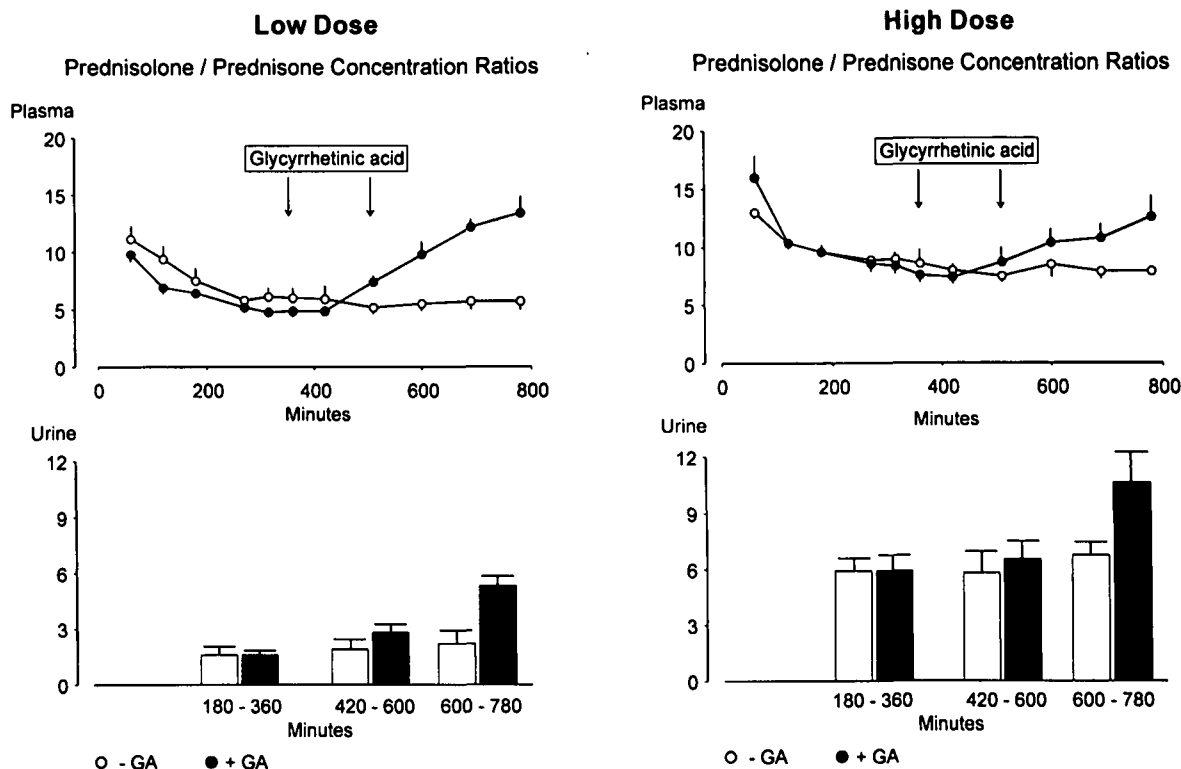 Low Dose
Prednisolone / Prednisone Concentration Ratios
Plasma
20
15
10
5
0
Glycyrrhetinic acid
0 200 400 600 800
Minutes
Urine
12
9
6
3
0
180 - 360 420 - 600 600 - 780
Minutes
- GA + GA
High Dose
Prednisolone / Prednisone Concentration Ratios
Plasma
20
15
10
5
0
Glycyrrhetinic acid
0 200 400 600 800
Minutes
Urine
12
9
6
3
0
180 - 360 420 - 600 600 - 780
Minutes
- GA + GA